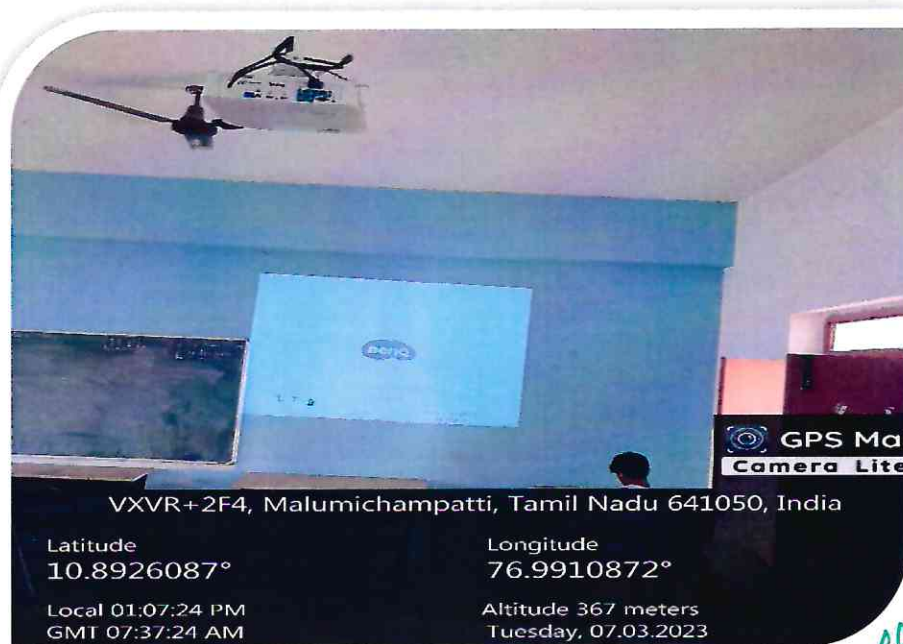 BenQ
GPS Ma
Camera Lite
VXVR+2F4, Malumichampatti, Tamil Nadu 641050, India
Latitude
10.8926087°
Longitude
76.9910872°
Local 01:07:24 PM
GMT 07:37:24 AM
Altitude 367 meters
Tuesday, 07.03.2023